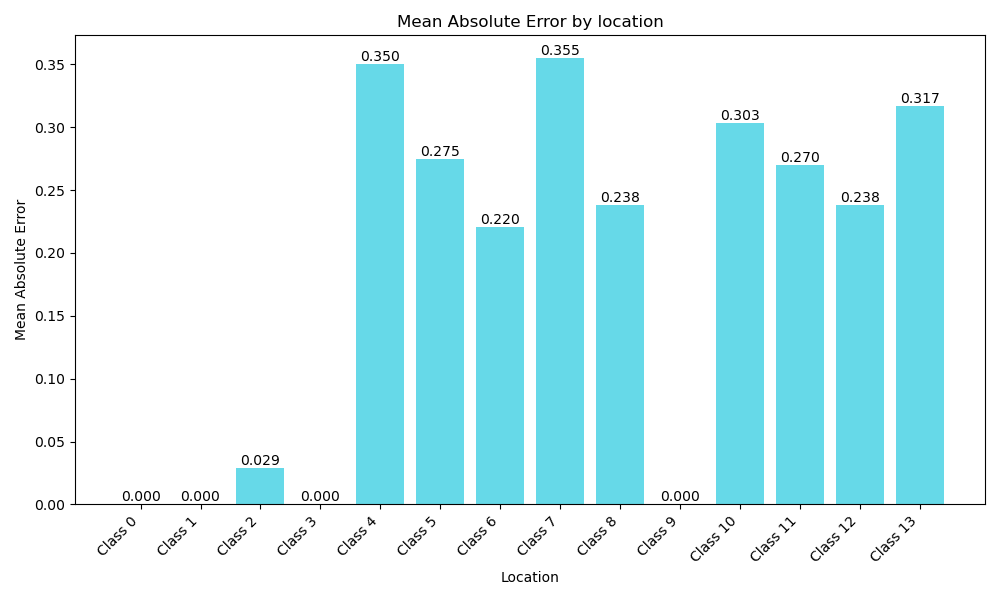 Mean Absolute Error by location
Mean Absolute Error
0.35
0.30
0.25
0.20
0.15
0.10
0.05
0.00
0.000
0.000
0.029
0.000
0.350
0.275
0.220
0.355
0.238
0.000
0.303
0.270
0.238
0.317
Class 0
Class 1
Class 2
Class 3
Class 4
Class 5
Class 6
Class 7
Class 8
Class 9
Class 10
Class 11
Class 12
Class 13
Location